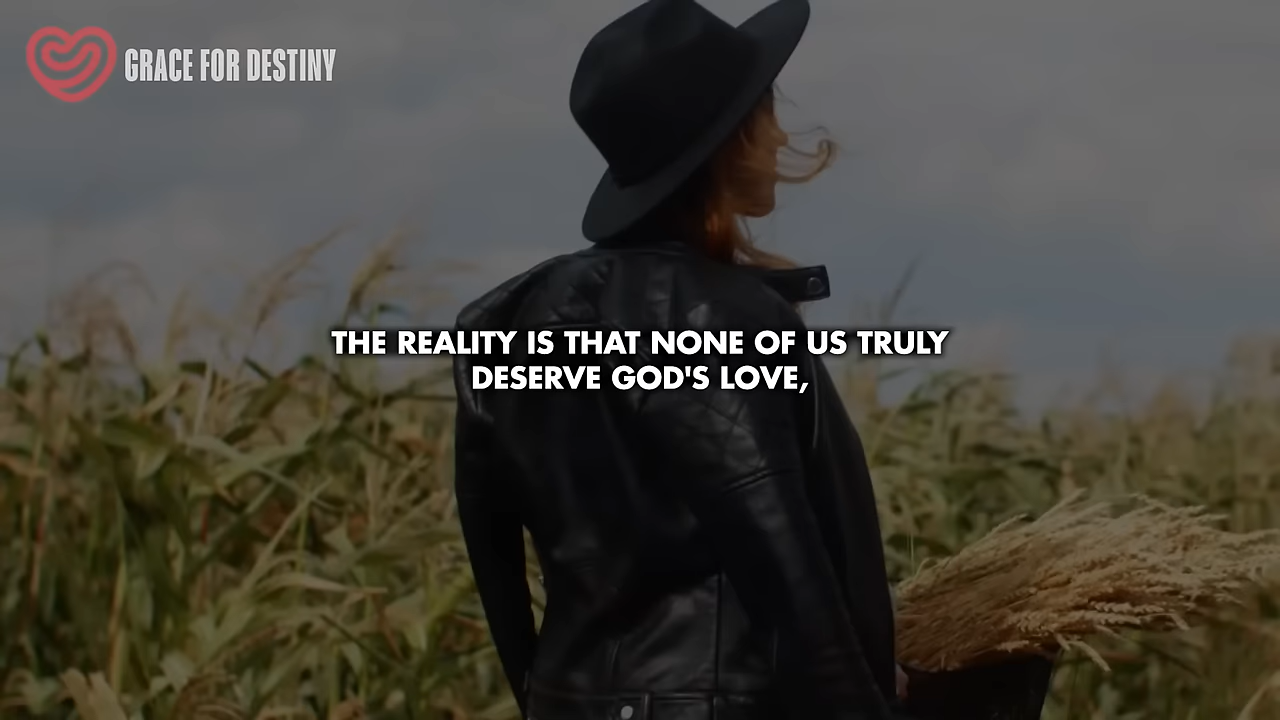 GRACE FOR DESTINY
THE REALITY IS THAT NONE OF US TRULY
DESERVE GOD'S LOVE,